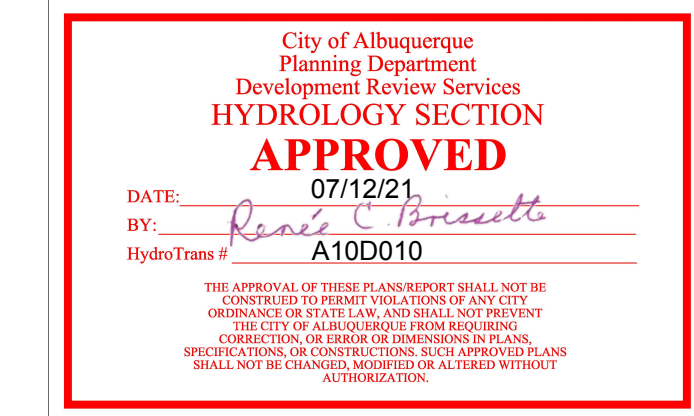 City of Albuquerque
Planning Department
Development Review Services
HYDROLOGY SECTION
APPROVED
DATE: 07/12/21
BY: Renée C. Brissette
HydroTrans # A10D010
THE APPROVAL OF THESE PLANS/REPORT SHALL NOT BE
CONSTRUED TO PERMIT VIOLATIONS OF ANY CITY
ORDINANCE OR STATE LAW, AND SHALL NOT PREVENT
THE CITY OF ALBUQUERQUE FROM REQUIRING
CORRECTION, OR ERROR OR DIMENSIONS IN PLANS,
SPECIFICATIONS, OR CONSTRUCTIONS. SUCH APPROVED PLANS
SHALL NOT BE CHANGED, MODIFIED OR ALTERED WITHOUT
AUTHORIZATION.